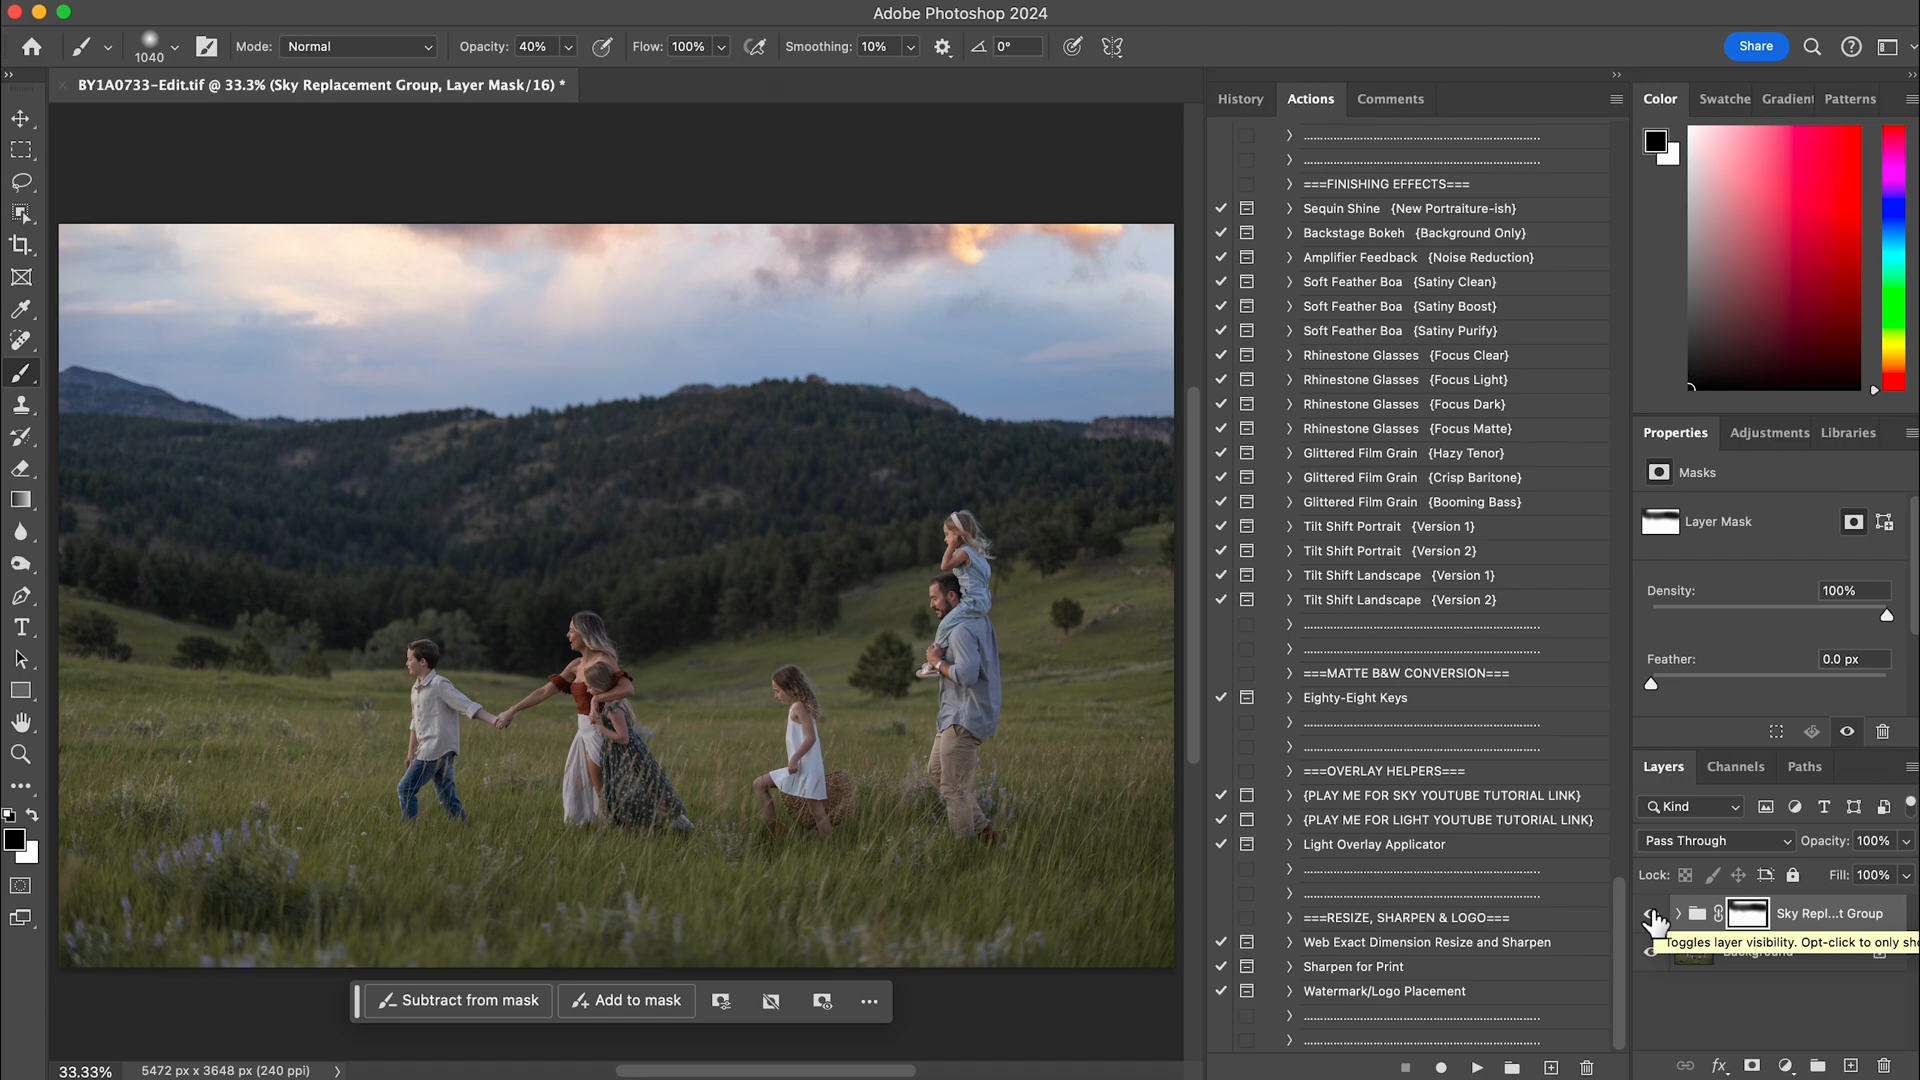 Adobe Photoshop 2024
1040
Mode: Normal
Opacity: 40%
Flow: 100%
Smoothing: 10%
0°
Share
BY1A0733-Edit.tif @ 33.3% (Sky Replacement Group, Layer Mask/16) *
History
Actions
Comments
===FINISHING EFFECTS===
Sequin Shine {New Portraiture-ish}
Backstage Bokeh {Background Only}
Amplifier Feedback {Noise Reduction}
Soft Feather Boa {Satiny Clean}
Soft Feather Boa {Satiny Boost}
Soft Feather Boa {Satiny Purify}
Rhinestone Glasses {Focus Clear}
Rhinestone Glasses {Focus Light}
Rhinestone Glasses {Focus Dark}
Rhinestone Glasses {Focus Matte}
Glittered Film Grain {Hazy Tenor}
Glittered Film Grain {Crisp Baritone}
Glittered Film Grain {Booming Bass}
Tilt Shift Portrait {Version 1}
Tilt Shift Portrait {Version 2}
Tilt Shift Landscape {Version 1}
Tilt Shift Landscape {Version 2}
===MATTE B&W CONVERSION===
Eighty-Eight Keys
===OVERLAY HELPERS===
{PLAY ME FOR SKY YOUTUBE TUTORIAL LINK}
{PLAY ME FOR LIGHT YOUTUBE TUTORIAL LINK}
Light Overlay Applicator
===RESIZE, SHARPEN & LOGO===
Web Exact Dimension Resize and Sharpen
Sharpen for Print
Watermark/Logo Placement
Color
Swatche
Gradient
Patterns
Properties
Adjustments
Libraries
Masks
Layer Mask
Density: 100%
Feather: 0.0 px
Layers
Channels
Paths
Kind
Pass Through
Opacity: 100%
Lock:
Fill: 100%
Sky Repl...t Group
Toggles layer visibility. Opt-click to only sho
Background
Subtract from mask
Add to mask
33.33%
5472 px x 3648 px (240 ppi)